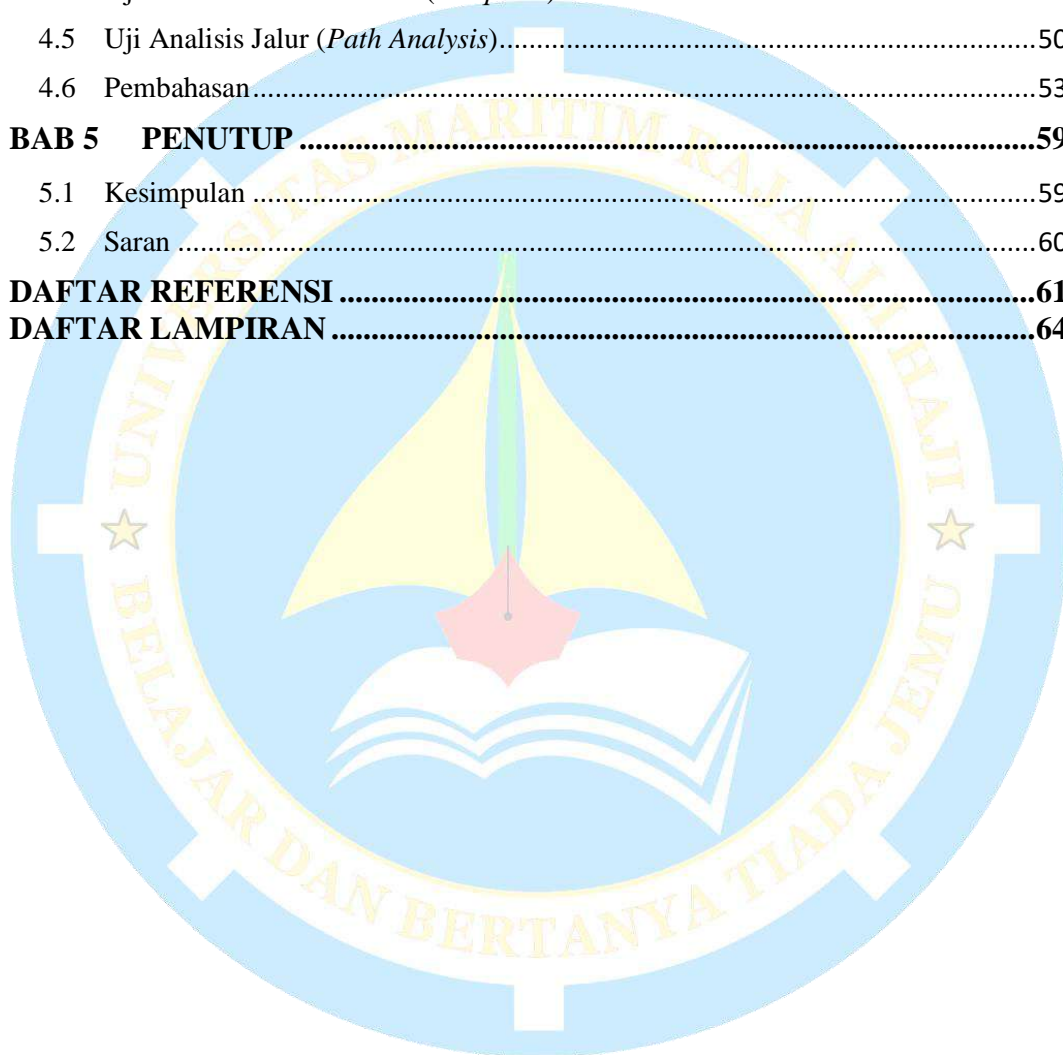 4.5 Uji Analisis Jalur (Path Analysis)....................50
4.6 Pembahasan....................53
BAB 5 PENUTUP ....................59
5.1 Kesimpulan ....................59
5.2 Saran ....................60
DAFTAR REFERENSI ....................61
DAFTAR LAMPIRAN ....................64
UNIVERSITAS MARITIM RAJA ALI HAJI
BELAJAR DAN BERTANYA TIADA JEMU